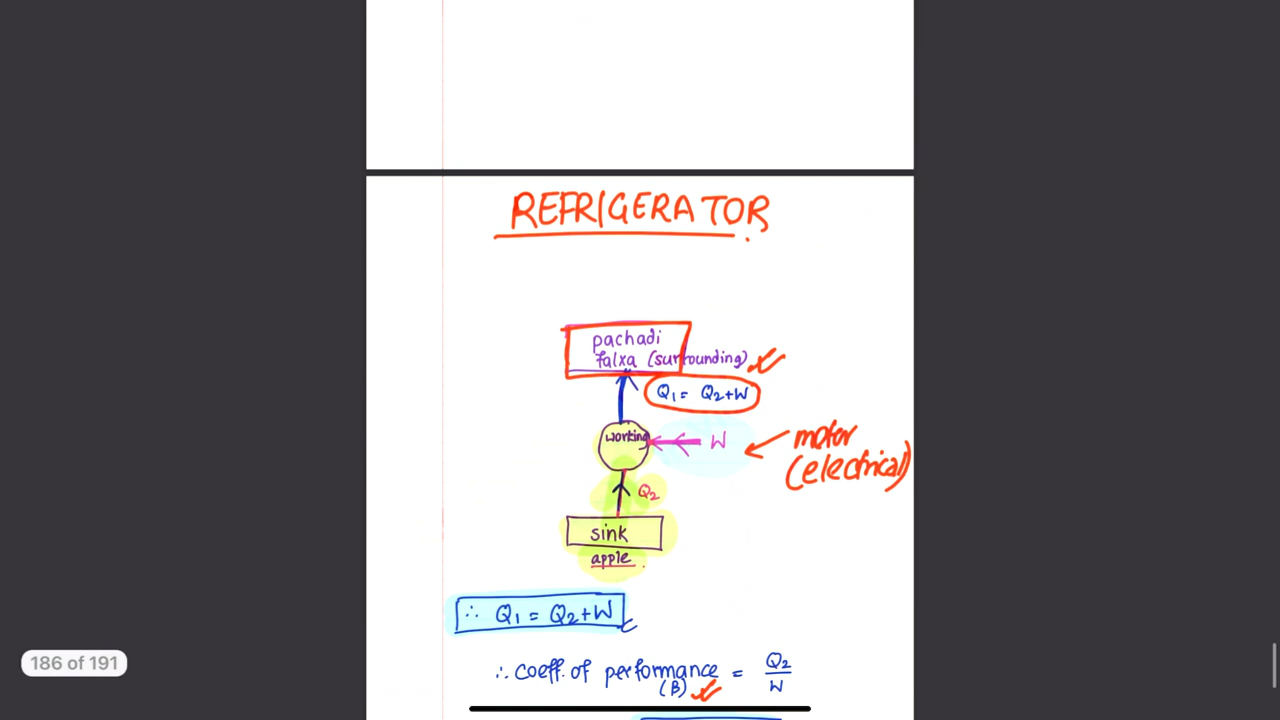 REFRIGERATOR
pachadi
falxa (surrounding)
Q₁ = Q₂+W
working
W
motor
(electrical)
Q₂
sink
apple
∴ Q₁ = Q₂+W
186 of 191
∴ coeff. of performance = Q₂/W
(β)